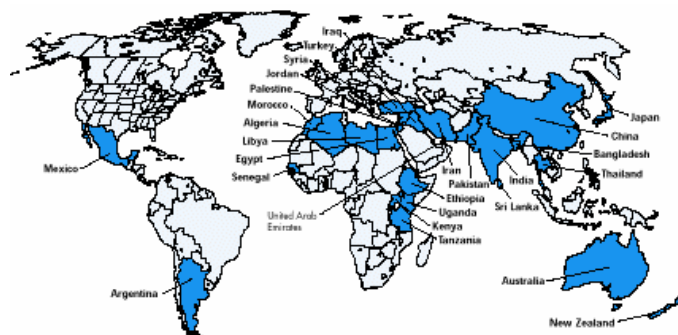 Iraq
Turkey
Syria
Jordan
Palestine
Morocco
Algeria
Libya
Egypt
Senegal
United Arab
Emirates
Mexico
Argentina
Japan
China
Bangladesh
Thailand
India
Sri Lanka
Iran
Pakistan
Ethiopia
Uganda
Kenya
Tanzania
Australia
New Zealand